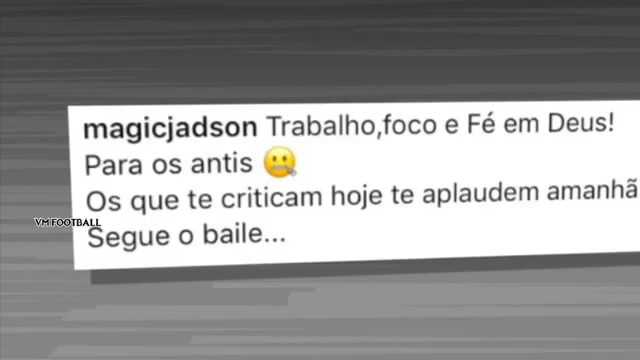 magicjadson Trabalho,foco e Fé em Deus!
Para os antis 🤐
Os que te criticam hoje te aplaudem amanhã
Segue o baile...
VM FOOTBALL